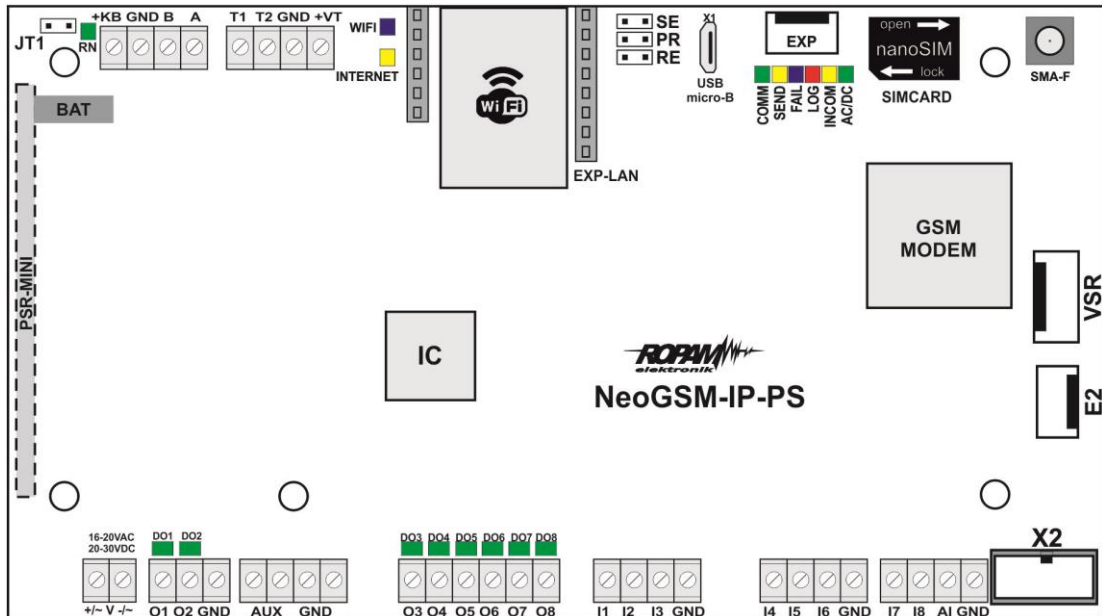 +KB GND B A
T1 T2 GND +VT
JT1
RN
WIFI
INTERNET
WiFi
SE
PR
RE
X1
USB
micro-B
EXP
COMM
SEND
FAIL
LOG
INCOM
AC/DC
open
nanoSIM
lock
SIMCARD
SMA-F
BAT
EXP-LAN
PSR-MINI
GSM
MODEM
VSR
IC
ROPAM
elektronik
NeoGSM-IP-PS
E2
16-20VAC
20-30VDC
DO1 DO2
DO3 DO4 DO5 DO6 DO7 DO8
X2
+/~ V -/~
O1 O2 GND
AUX GND
O3 O4 O5 O6 O7 O8
I1 I2 I3 GND
I4 I5 I6 GND
I7 I8 AI GND